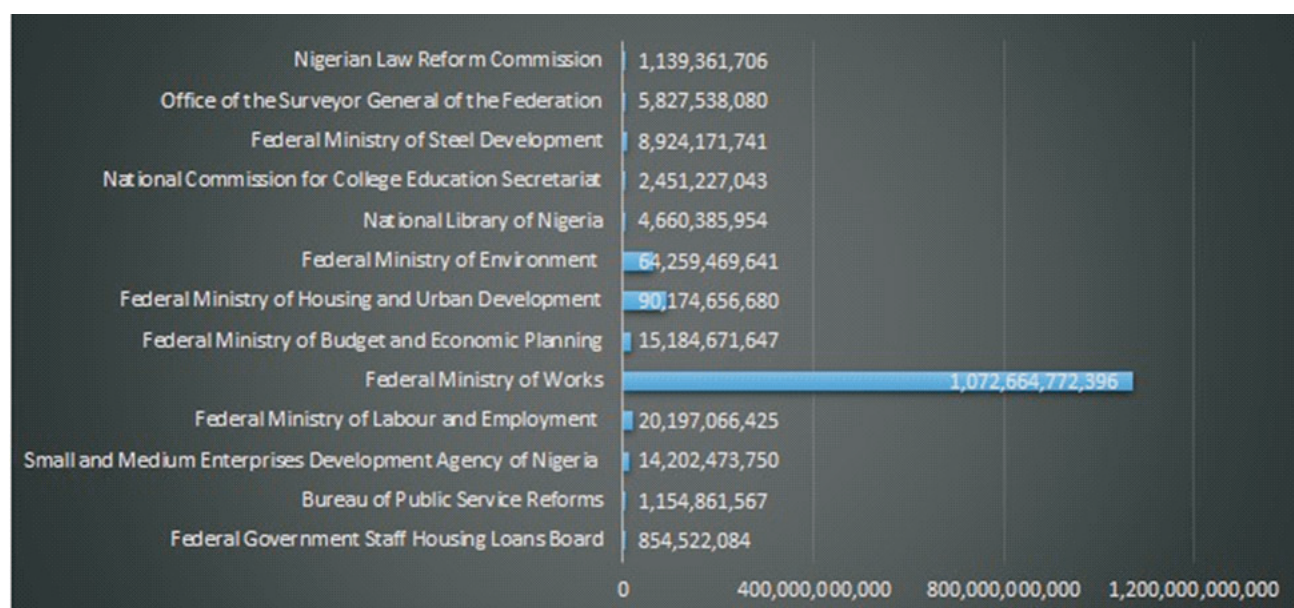 Nigerian Law Reform Commission 1,139,361,706
Office of the Surveyor General of the Federation 5,827,538,080
Federal Ministry of Steel Development 8,924,171,741
National Commission for College Education Secretariat 2,451,227,043
National Library of Nigeria 4,660,385,954
Federal Ministry of Environment 64,259,469,641
Federal Ministry of Housing and Urban Development 90,174,656,680
Federal Ministry of Budget and Economic Planning 15,184,671,647
Federal Ministry of Works 1,072,664,772,396
Federal Ministry of Labour and Employment 20,197,066,425
Small and Medium Enterprises Development Agency of Nigeria 14,202,473,750
Bureau of Public Service Reforms 1,154,861,567
Federal Government Staff Housing Loans Board 854,522,084
0 400,000,000,000 800,000,000,000 1,200,000,000,000